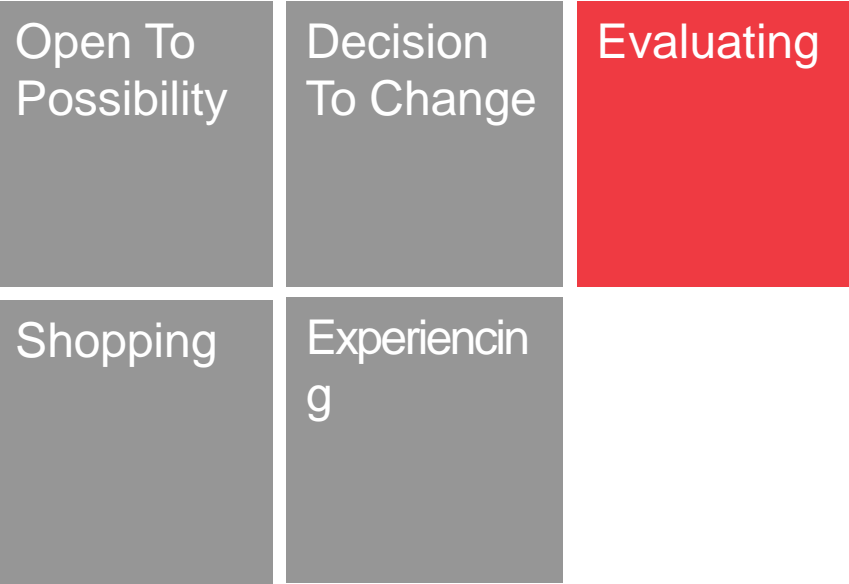 Open To
Possibility
Decision
To Change
Evaluating
Shopping
Experiencin
g